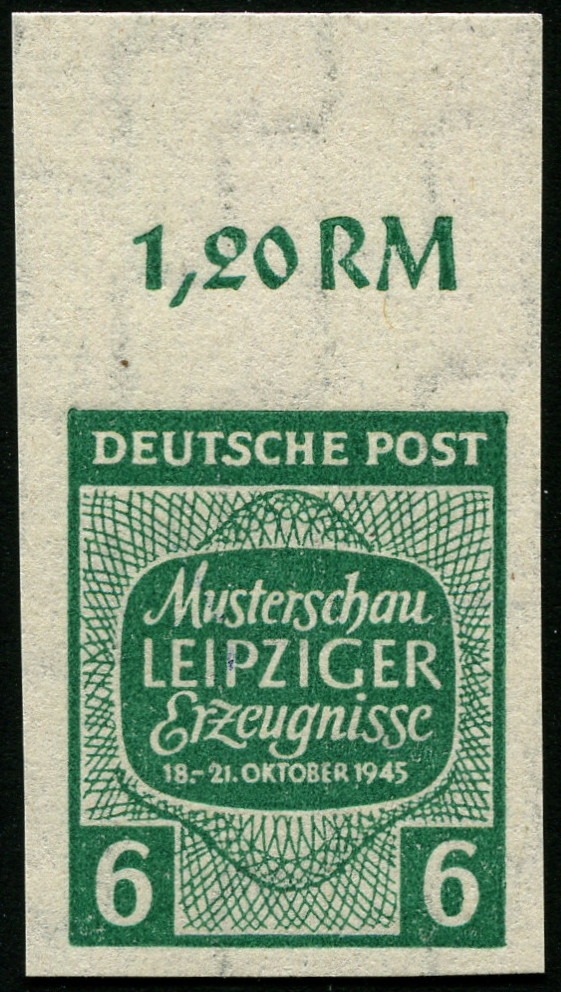 1,20 RM
DEUTSCHE POST
Musterschau
LEIPZIGER
Erzeugnisse
18.-21. OKTOBER 1945
6 6